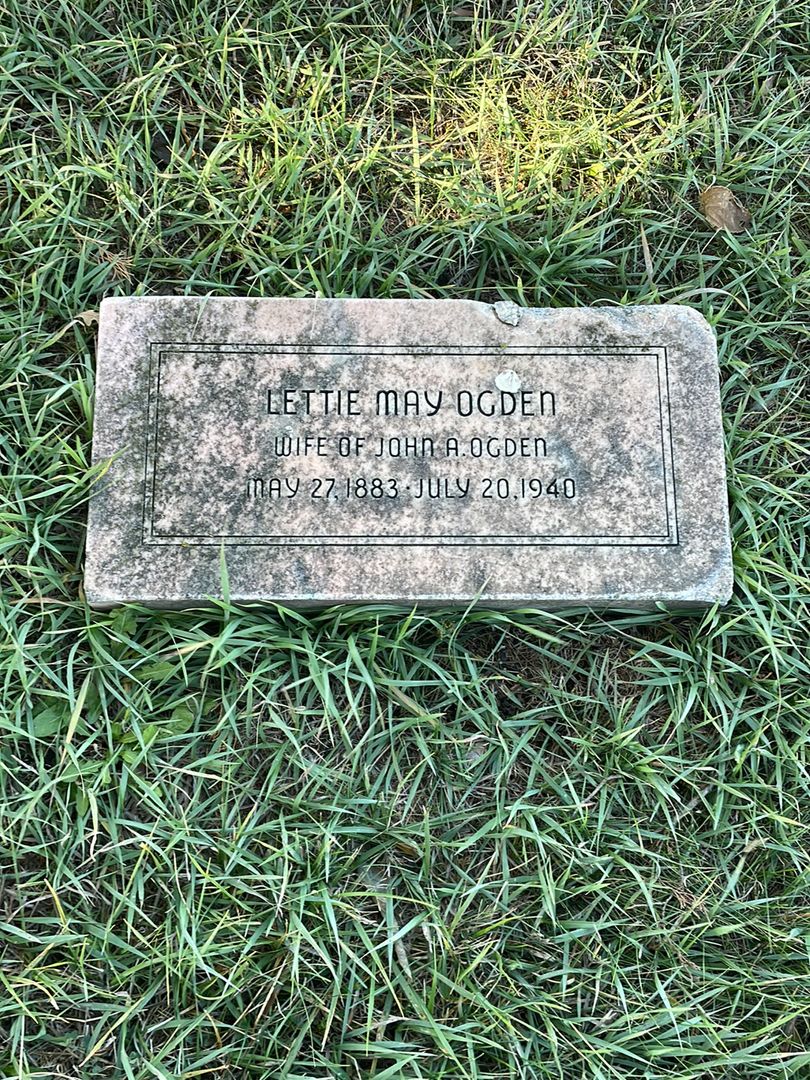 LETTIE MAY OGDEN
WIFE OF JOHN A. OGDEN
MAY 27, 1883 · JULY 20, 1940